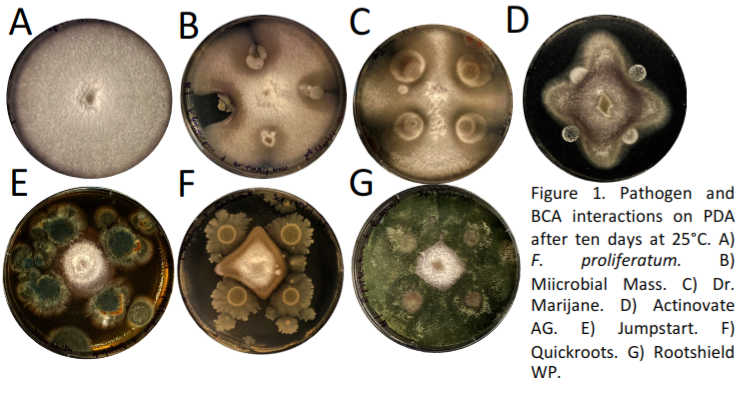 A
B
C
D
E
F
G
Figure 1. Pathogen and
BCA interactions on PDA
after ten days at 25°C. A)
F. proliferatum. B)
Miicrobial Mass. C) Dr.
Marijane. D) Actinovate
AG. E) Jumpstart. F)
Quickroots. G) Rootshield
WP.